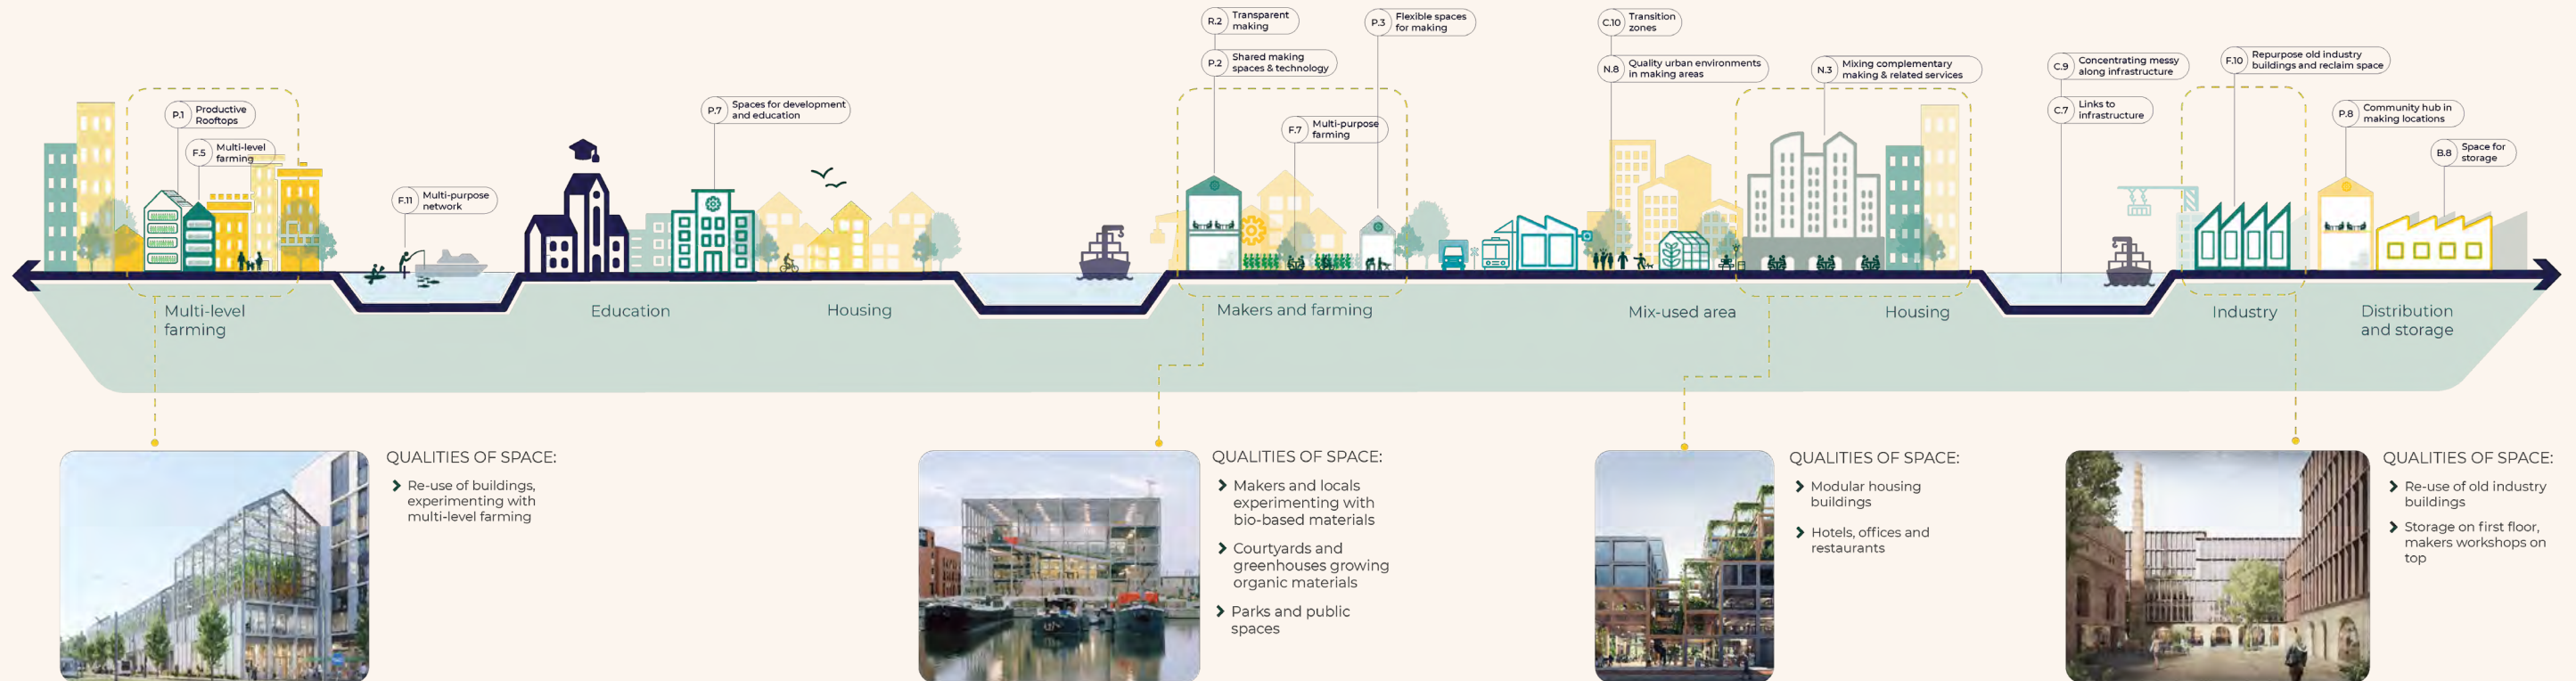 P.1 Productive
Rooftops
F.5 Multi-level
farming
F.11 Multi-purpose
network
P.7 Spaces for development
and education
R.2 Transparent
making
P.2 Shared making
spaces & technology
P.3 Flexible spaces
for making
F.7 Multi-purpose
farming
C.10 Transition
zones
N.8 Quality urban environments
in making areas
N.3 Mixing complementary
making & related services
C.9 Concentrating messy
along infrastructure
C.7 Links to
infrastructure
F.10 Repurpose old industry
buildings and reclaim space
P.8 Community hub in
making locations
B.8 Space for
storage
Multi-level
farming
Education
Housing
Makers and farming
Mix-used area
Housing
Industry
Distribution
and storage
QUALITIES OF SPACE:
Re-use of buildings,
experimenting with
multi-level farming
QUALITIES OF SPACE:
Makers and locals
experimenting with
bio-based materials
Courtyards and
greenhouses growing
organic materials
Parks and public
spaces
QUALITIES OF SPACE:
Modular housing
buildings
Hotels, offices and
restaurants
QUALITIES OF SPACE:
Re-use of old industry
buildings
Storage on first floor,
makers workshops on
top